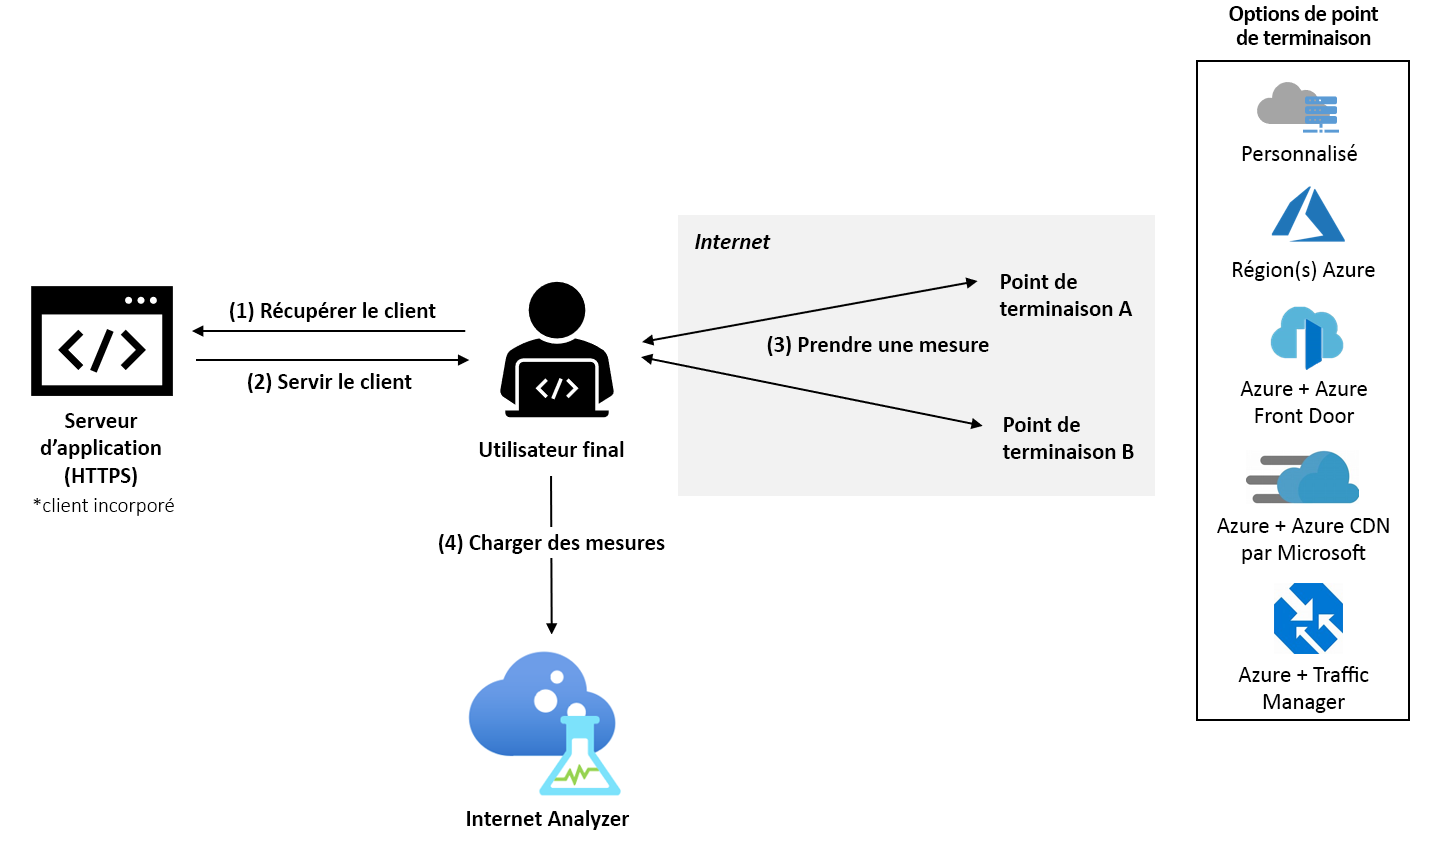 Options de point
de terminaison
Personnalisé
Région(s) Azure
Azure + Azure
Front Door
Azure + Azure CDN
par Microsoft
Azure + Traffic
Manager
Internet
Point de
terminaison A
(3) Prendre une mesure
Point de
terminaison B
(1) Récupérer le client
(2) Servir le client
Serveur
d’application
(HTTPS)
*client incorporé
Utilisateur final
(4) Charger des mesures
Internet Analyzer